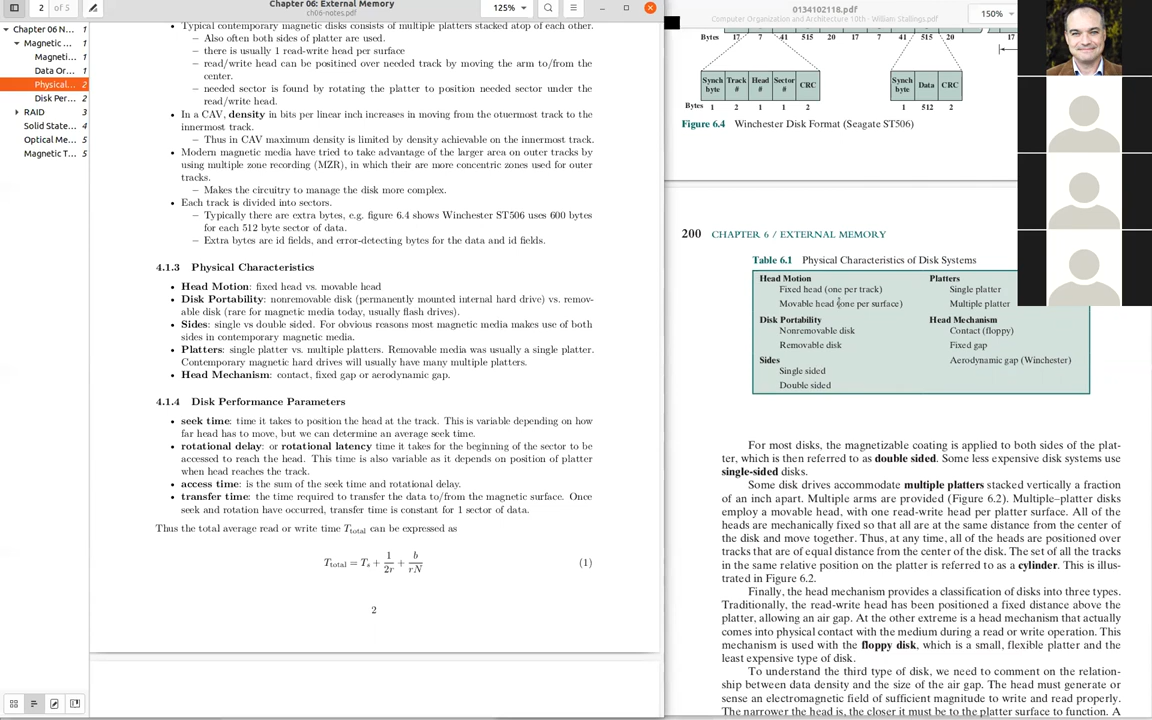 2 of 5
Chapter 06: External Memory
ch06-notes.pdf
125%
0134102118.pdf
Computer Organization and Architecture 10th - William Stallings.pdf
150%
Chapter 06 N... 1
Magnetic ... 1
Magneti... 1
Data Or... 1
Physical... 2
Disk Per... 2
RAID 3
Solid State... 4
Optical Me... 5
Magnetic T... 5
• Typical contemporary magnetic disks consists of multiple platters stacked atop of each other.
– Also often both sides of platter are used.
– there is usually 1 read-write head per surface
– read/write head can be positined over needed track by moving the arm to/from the
center.
– needed sector is found by rotating the platter to position needed sector under the
read/write head.
• In a CAV, density in bits per linear inch increases in moving from the otuermost track to the
innermost track.
– Thus in CAV maximum density is limited by density achievable on the innermost track.
• Modern magnetic media have tried to take advantage of the larger area on outer tracks by
using multiple zone recording (MZR), in which their are more concentric zones used for outer
tracks.
– Makes the circuitry to manage the disk more complex.
• Each track is divided into sectors.
– Typically there are extra bytes, e.g. figure 6.4 shows Winchester ST506 uses 600 bytes
for each 512 byte sector of data.
– Extra bytes are id fields, and error-detecting bytes for the data and id fields.
4.1.3 Physical Characteristics
• Head Motion: fixed head vs. movable head
• Disk Portability: nonremovable disk (permanently mounted internal hard drive) vs. remov-
able disk (rare for magnetic media today, usually flash drives).
• Sides: single vs double sided. For obvious reasons most magnetic media makes use of both
sides in contemporary magnetic media.
• Platters: single platter vs. multiple platters. Removable media was usually a single platter.
Contemporary magnetic hard drives will usually have many multiple platters.
• Head Mechanism: contact, fixed gap or aerodynamic gap.
4.1.4 Disk Performance Parameters
• seek time: time it takes to position the head at the track. This is variable depending on how
far head has to move, but we can determine an average seek time.
• rotational delay: or rotational latency time it takes for the beginning of the sector to be
accessed to reach the head. This time is also variable as it depends on position of platter
when head reaches the track.
• access time: is the sum of the seek time and rotational delay.
• transfer time: the time required to transfer the data to/from the magnetic surface. Once
seek and rotation have occurred, transfer time is constant for 1 sector of data.
Thus the total average read or write time Ttotal can be expressed as
Ttotal = Ts + 1/2r + b/rN (1)
2
Bytes 17 7 41 515 20 17 7 41 515 20 17
Synch byte Track # Head # Sector # CRC
Bytes 1 2 1 1 2
Synch byte Data CRC
1 512 2
Figure 6.4 Winchester Disk Format (Seagate ST506)
200 CHAPTER 6 / EXTERNAL MEMORY
Table 6.1 Physical Characteristics of Disk Systems
Head Motion
Fixed head (one per track)
Movable head (one per surface)
Disk Portability
Nonremovable disk
Removable disk
Sides
Single sided
Double sided
Platters
Single platter
Multiple platter
Head Mechanism
Contact (floppy)
Fixed gap
Aerodynamic gap (Winchester)
For most disks, the magnetizable coating is applied to both sides of the plat-
ter, which is then referred to as double sided. Some less expensive disk systems use
single-sided disks.
Some disk drives accommodate multiple platters stacked vertically a fraction
of an inch apart. Multiple arms are provided (Figure 6.2). Multiple–platter disks
employ a movable head, with one read-write head per platter surface. All of the
heads are mechanically fixed so that all are at the same distance from the center of
the disk and move together. Thus, at any time, all of the heads are positioned over
tracks that are of equal distance from the center of the disk. The set of all the tracks
in the same relative position on the platter is referred to as a cylinder. This is illus-
trated in Figure 6.2.
Finally, the head mechanism provides a classification of disks into three types.
Traditionally, the read-write head has been positioned a fixed distance above the
platter, allowing an air gap. At the other extreme is a head mechanism that actually
comes into physical contact with the medium during a read or write operation. This
mechanism is used with the floppy disk, which is a small, flexible platter and the
least expensive type of disk.
To understand the third type of disk, we need to comment on the relation-
ship between data density and the size of the air gap. The head must generate or
sense an electromagnetic field of sufficient magnitude to write and read properly.
The narrower the head is, the closer it must be to the platter surface to function. A